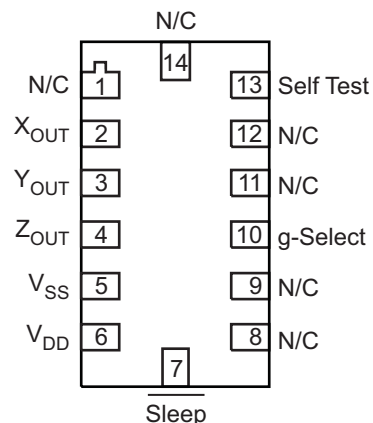 N/C
14
N/C 1 13 Self Test
XOUT 2 12 N/C
YOUT 3 11 N/C
ZOUT 4 10 g-Select
VSS 5 9 N/C
VDD 6 8 N/C
7
Sleep